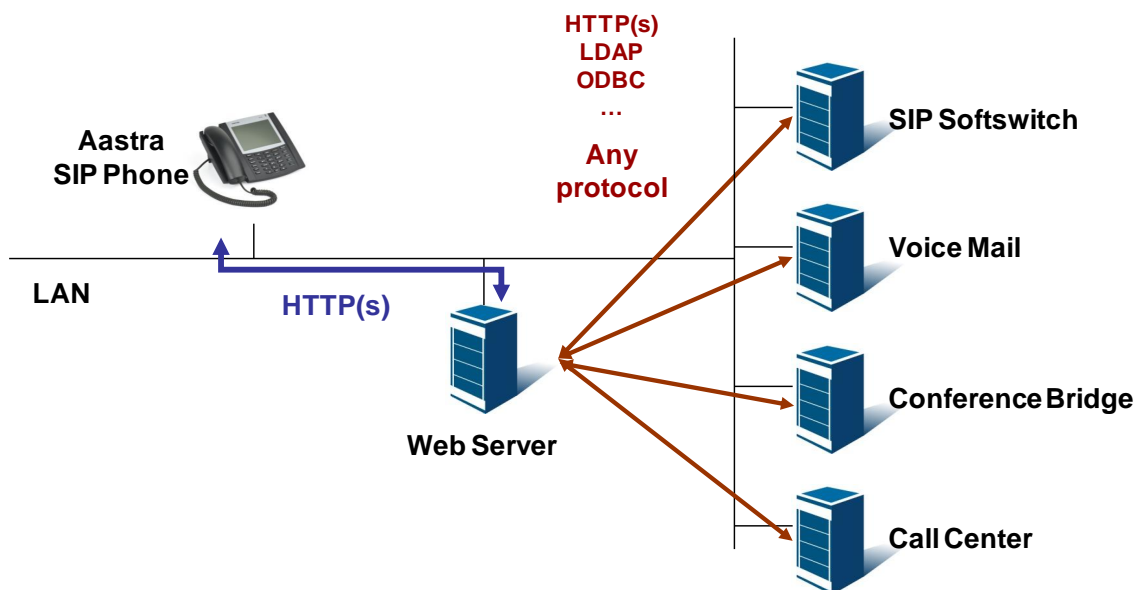 HTTP(s)
LDAP
ODBC
...
Any
protocol
Aastra
SIP Phone
SIP Softswitch
Voice Mail
LAN
HTTP(s)
Conference Bridge
Web Server
Call Center